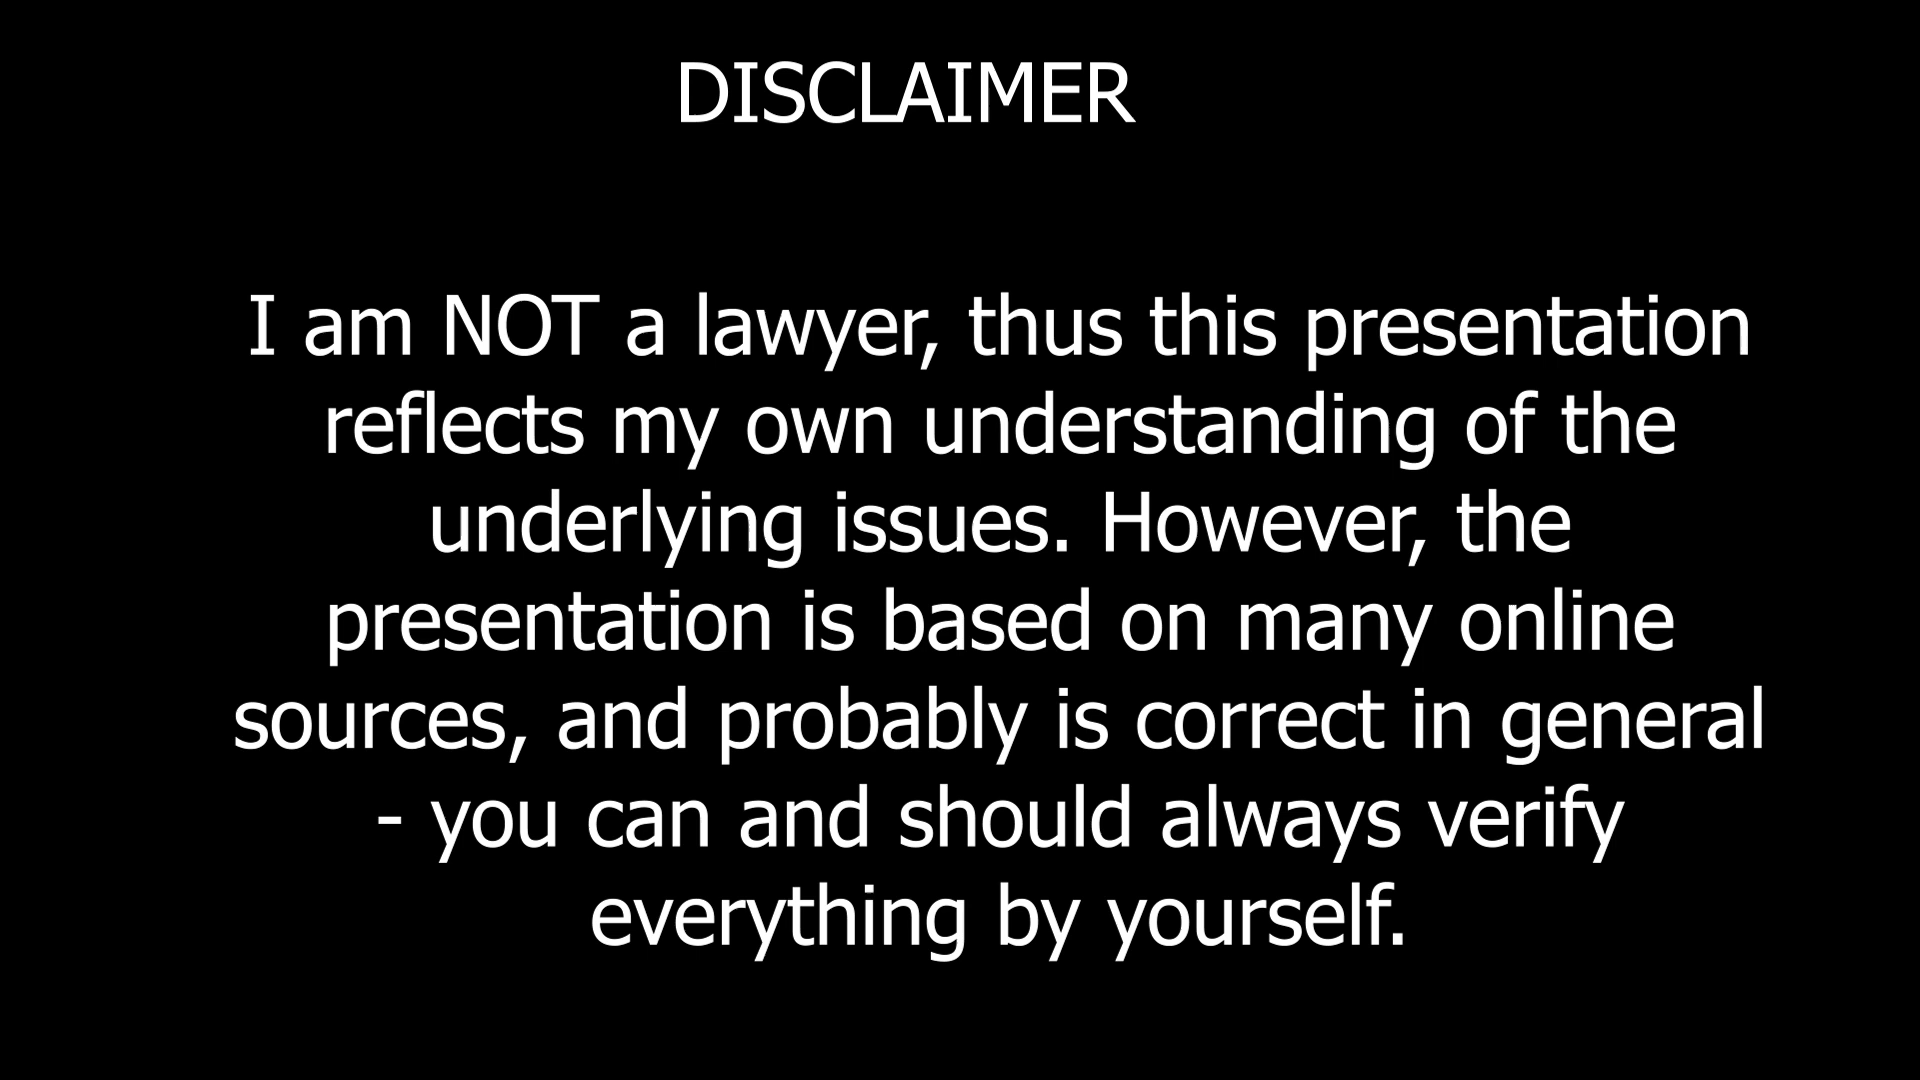 DISCLAIMER
I am NOT a lawyer, thus this presentation
reflects my own understanding of the
underlying issues. However, the
presentation is based on many online
sources, and probably is correct in general
- you can and should always verify
everything by yourself.